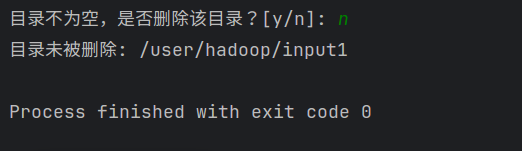 目录不为空，是否删除该目录？[y/n]: n
目录未被删除: /user/hadoop/input1
Process finished with exit code 0